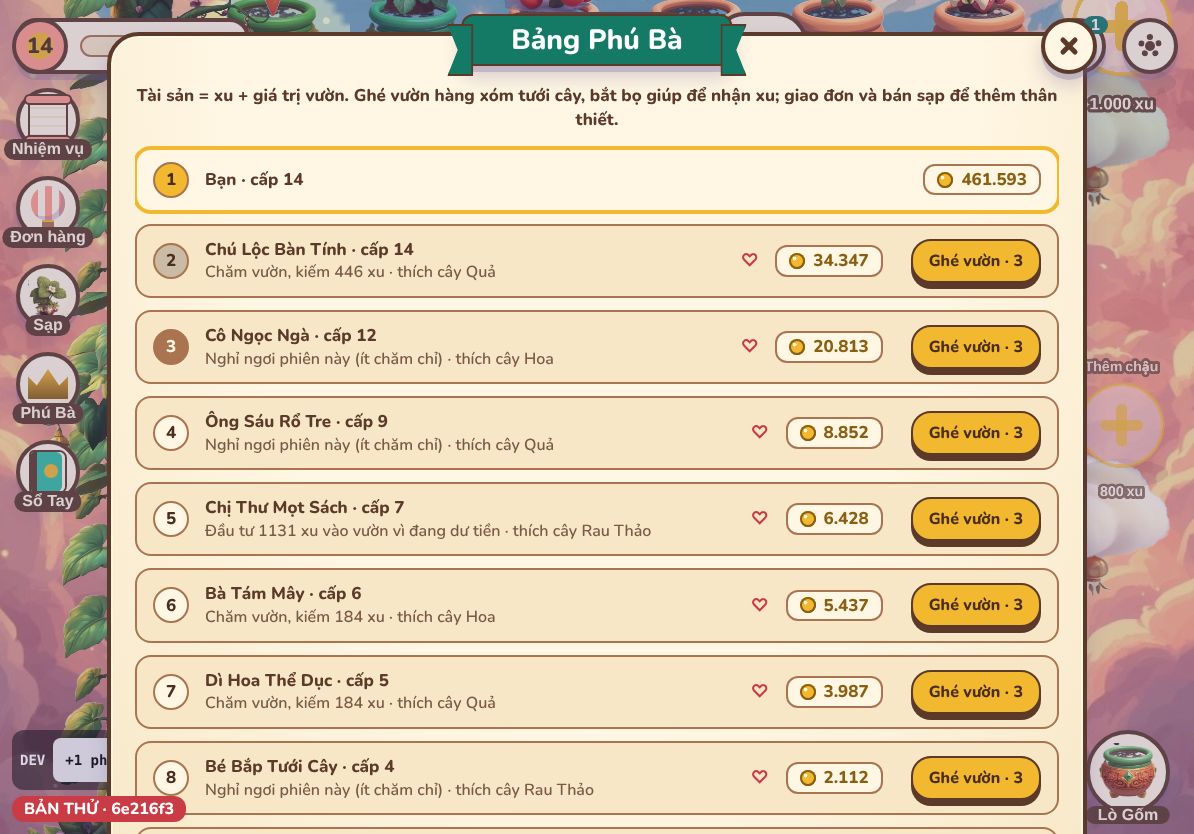 Bảng Phú Bà
14
1
Tài sản = xu + giá trị vườn. Ghé vườn hàng xóm tưới cây, bắt bọ giúp để nhận xu; giao đơn và bán sạp để thêm thân
thiết.
1.000 xu
Nhiệm vụ
1
Bạn · cấp 14
461.593
Đơn hàng
2
Chú Lộc Bàn Tính · cấp 14
Chăm vườn, kiếm 446 xu · thích cây Quả
34.347
Ghé vườn · 3
Sạp
3
Cô Ngọc Ngà · cấp 12
Nghỉ ngơi phiên này (ít chăm chỉ) · thích cây Hoa
20.813
Ghé vườn · 3
Thêm chậu
Phú Bà
4
Ông Sáu Rổ Tre · cấp 9
Nghỉ ngơi phiên này (ít chăm chỉ) · thích cây Quả
8.852
Ghé vườn · 3
800 xu
Sổ Tay
5
Chị Thư Mọt Sách · cấp 7
Đầu tư 1131 xu vào vườn vì đang dư tiền · thích cây Rau Thảo
6.428
Ghé vườn · 3
6
Bà Tám Mây · cấp 6
Chăm vườn, kiếm 184 xu · thích cây Hoa
5.437
Ghé vườn · 3
7
Dì Hoa Thể Dục · cấp 5
Chăm vườn, kiếm 184 xu · thích cây Quả
3.987
Ghé vườn · 3
8
Bé Bắp Tưới Cây · cấp 4
Nghỉ ngơi phiên này (ít chăm chỉ) · thích cây Rau Thảo
2.112
Ghé vườn · 3
DEV
+1 ph
BẢN THỬ · 6e216f3
Lò Gốm